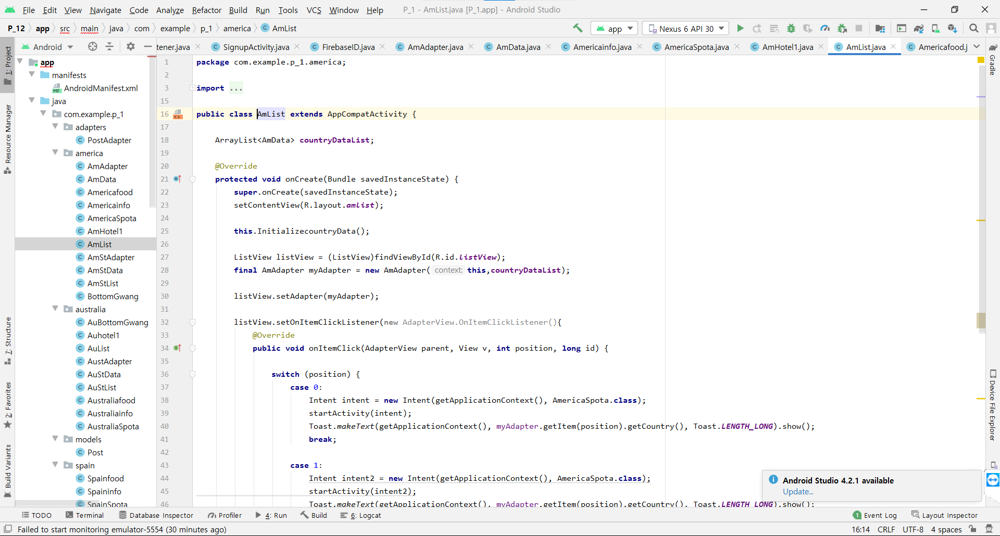 File Edit View Navigate Code Analyze Refactor Build Run Tools VCS Window Help P_1 - AmList.java [P_1.app] - Android Studio
P_12 app src main java com example p_1 america AmList app Nexus 6 API 30
Android tener.java SignupActivity.java FirebaseID.java AmAdapter.java AmData.java Americainfo.java AmericaSpota.java AmHotel1.java AmList.java Americafood.j
1: Project
Resource Manager
7: Structure
2: Favorites
Build Variants
app
manifests
AndroidManifest.xml
java
com.example.p_1
adapters
PostAdapter
america
AmAdapter
AmData
Americafood
Americainfo
AmericaSpota
AmHotel1
AmList
AmStAdapter
AmStData
AmStList
BottomGwang
australia
AuBottomGwang
Auhotel1
AuList
AustAdapter
AuStData
AuStList
Australiafood
Australiainfo
AustraliaSpota
models
Post
spain
Spainfood
Spaininfo
SpainSpota
1 package com.example.p_1.america;
2
3 import ...
15
16 public class AmList extends AppCompatActivity {
17
18 ArrayList<AmData> countryDataList;
19
20 @Override
21 protected void onCreate(Bundle savedInstanceState) {
22 super.onCreate(savedInstanceState);
23 setContentView(R.layout.amlist);
24
25 this.InitializecountryData();
26
27 ListView listView = (ListView)findViewById(R.id.listView);
28 final AmAdapter myAdapter = new AmAdapter( context: this,countryDataList);
29
30 listView.setAdapter(myAdapter);
31
32 listView.setOnItemClickListener(new AdapterView.OnItemClickListener(){
33 @Override
34 public void onItemClick(AdapterView parent, View v, int position, long id) {
35
36 switch (position) {
37 case 0:
38 Intent intent = new Intent(getApplicationContext(), AmericaSpota.class);
39 startActivity(intent);
40 Toast.makeText(getApplicationContext(), myAdapter.getItem(position).getCountry(), Toast.LENGTH_LONG).show();
41 break;
42
43 case 1:
44 Intent intent2 = new Intent(getApplicationContext(), AmericaSpota.class);
45 startActivity(intent2);
46 Toast.makeText(getApplicationContext(), myAdapter.getItem(position).getCountry(), Toast.LENGTH_LONG).show();
Gradle
Device File Explorer
Android Studio 4.2.1 available
Update...
TODO Terminal Database Inspector Profiler 4: Run Build 6: Logcat 1 Event Log Layout Inspector
Failed to start monitoring emulator-5554 (30 minutes ago) 16:14 CRLF UTF-8 4 spaces